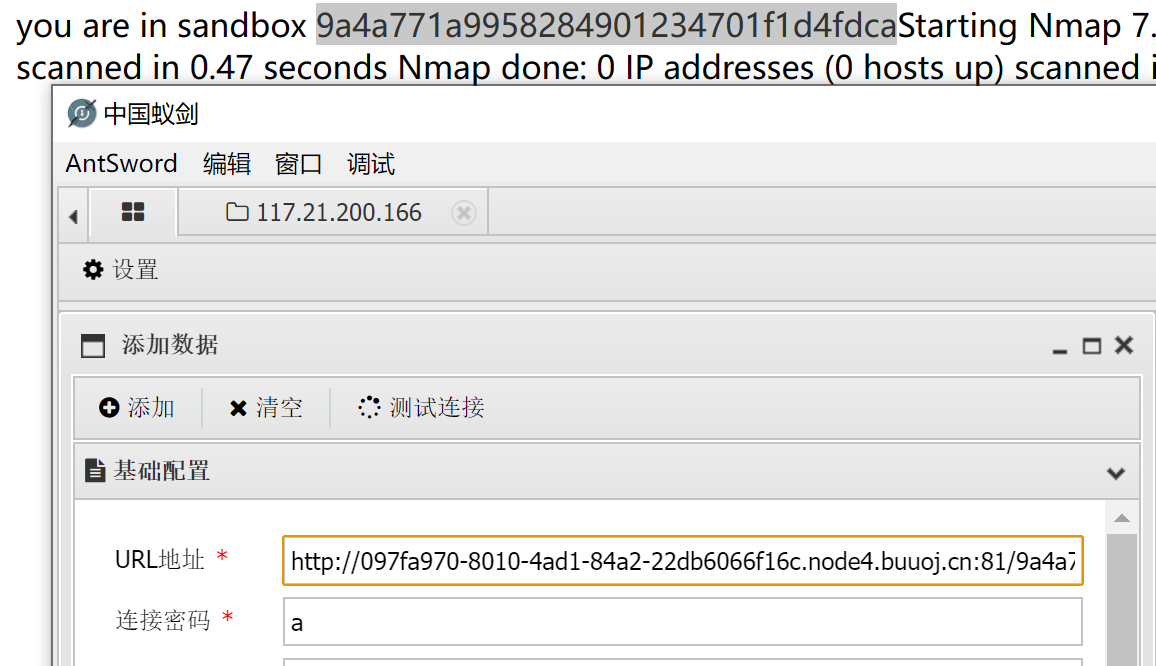 you are in sandbox 9a4a771a9958284901234701f1d4fdcaStarting Nmap 7.
scanned in 0.47 seconds Nmap done: 0 IP addresses (0 hosts up) scanned i
中国蚁剑
AntSword 编辑 窗口 调试
117.21.200.166
设置
添加数据
添加 清空 测试连接
基础配置
URL地址 * http://097fa970-8010-4ad1-84a2-22db6066f16c.node4.buuoj.cn:81/9a4a7
连接密码 * a